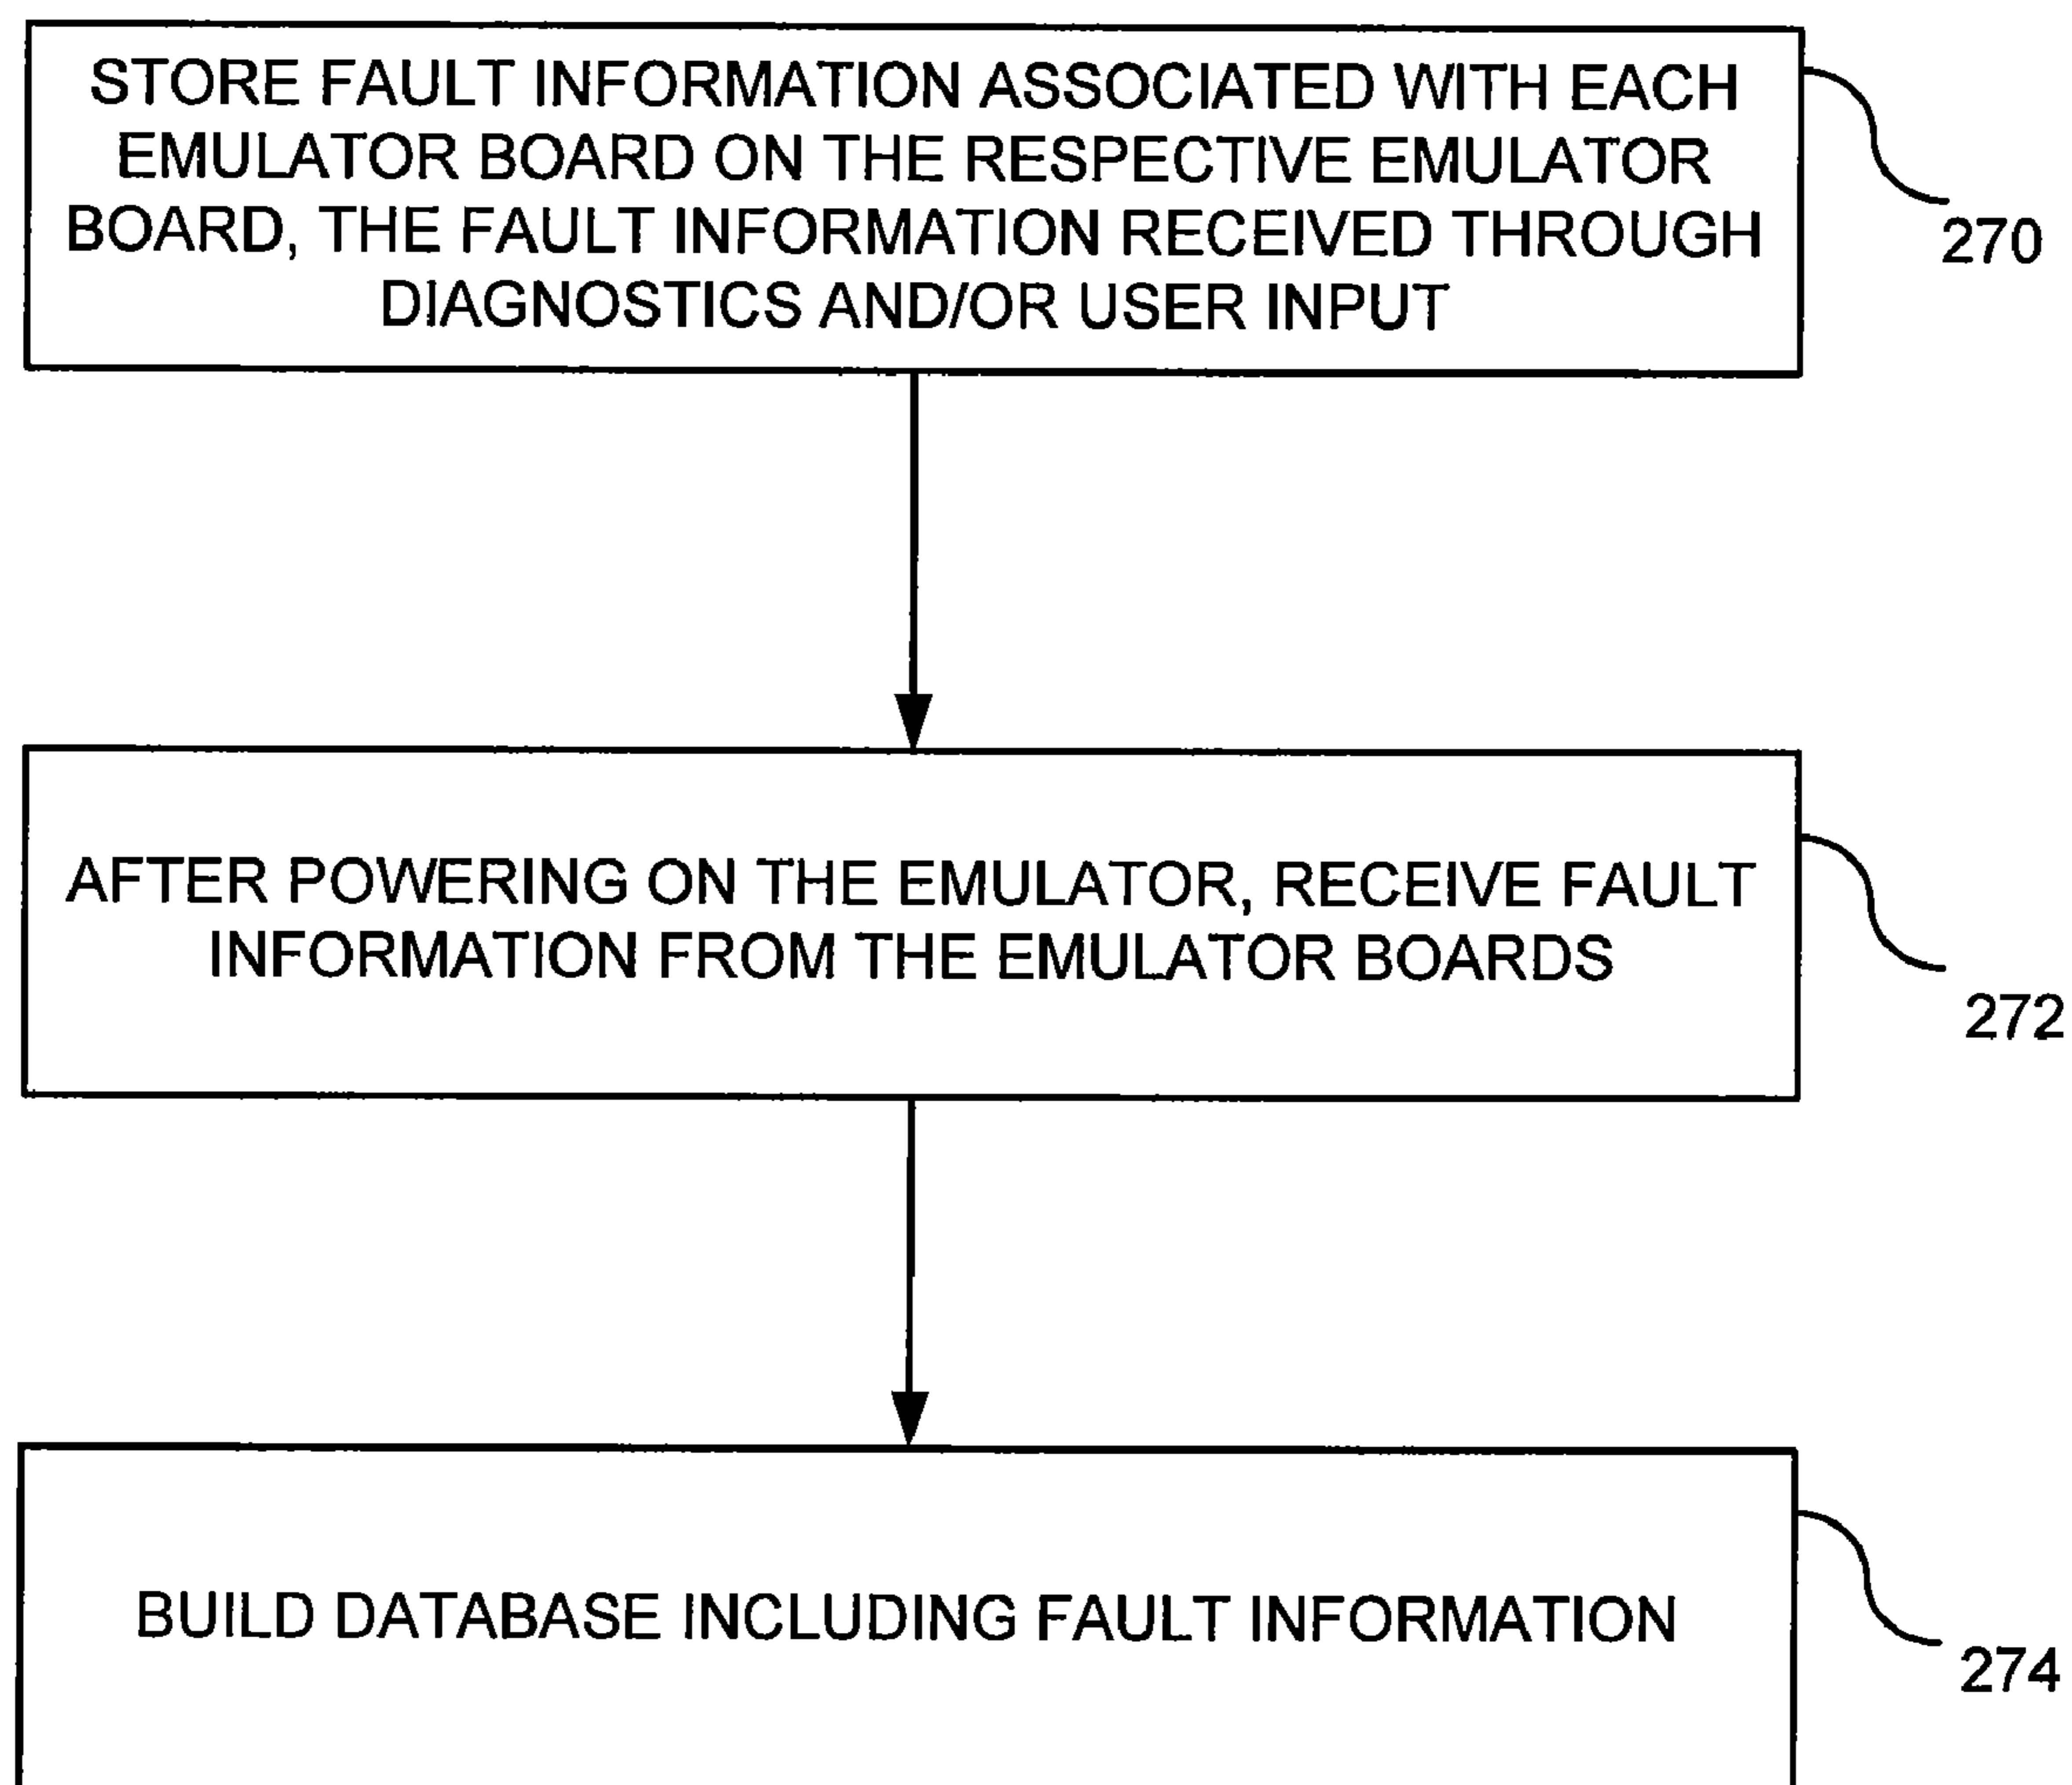 STORE FAULT INFORMATION ASSOCIATED WITH EACH
EMULATOR BOARD ON THE RESPECTIVE EMULATOR
BOARD, THE FAULT INFORMATION RECEIVED THROUGH
DIAGNOSTICS AND/OR USER INPUT
270
AFTER POWERING ON THE EMULATOR, RECEIVE FAULT
INFORMATION FROM THE EMULATOR BOARDS
272
BUILD DATABASE INCLUDING FAULT INFORMATION
274